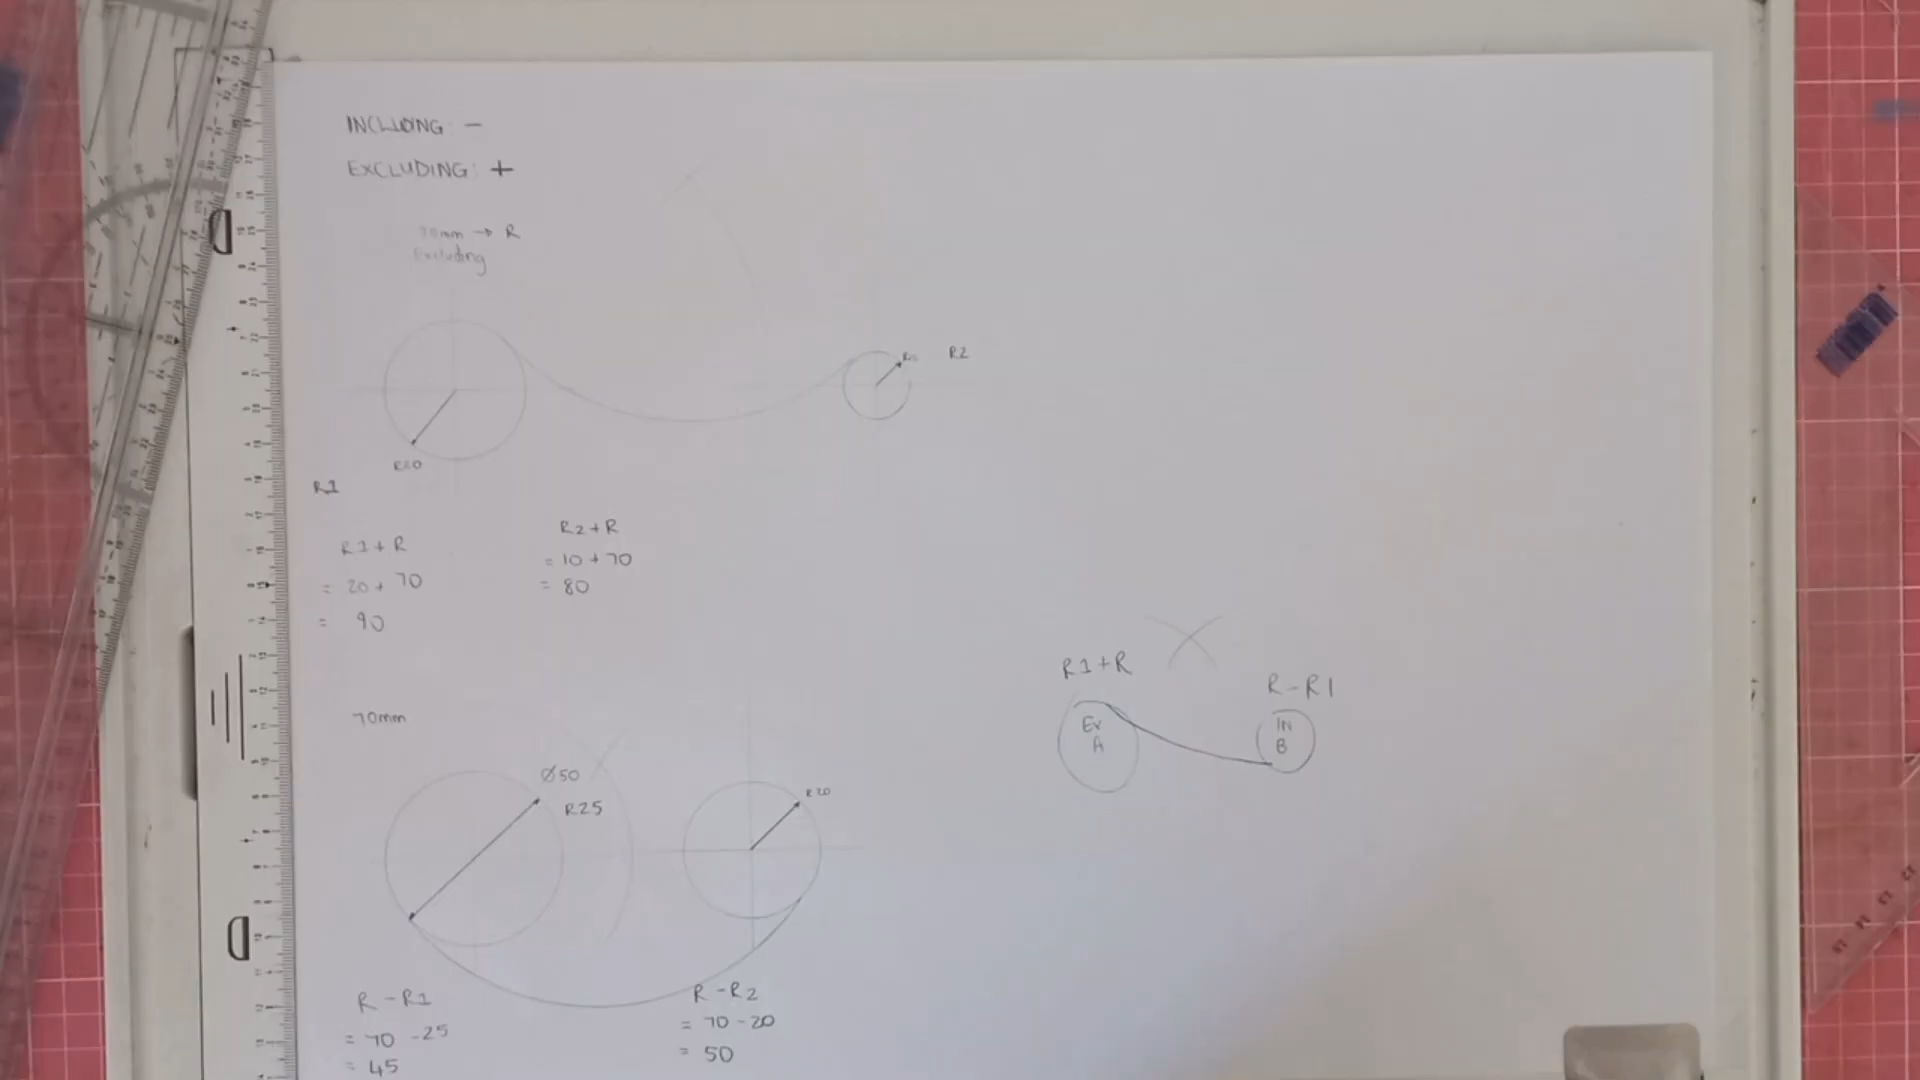 INCLUDING: -
EXCLUDING: +
70mm → R
Excluding
R2
R20
R1
R1+R
= 20 + 70
= 90
R2+R
= 10 + 70
= 80
70mm
Ø50
R25
R20
R - R1
= 70 - 25
= 45
R - R2
= 70 - 20
= 50
R1+R
R-R1
Ex
A
IN
B